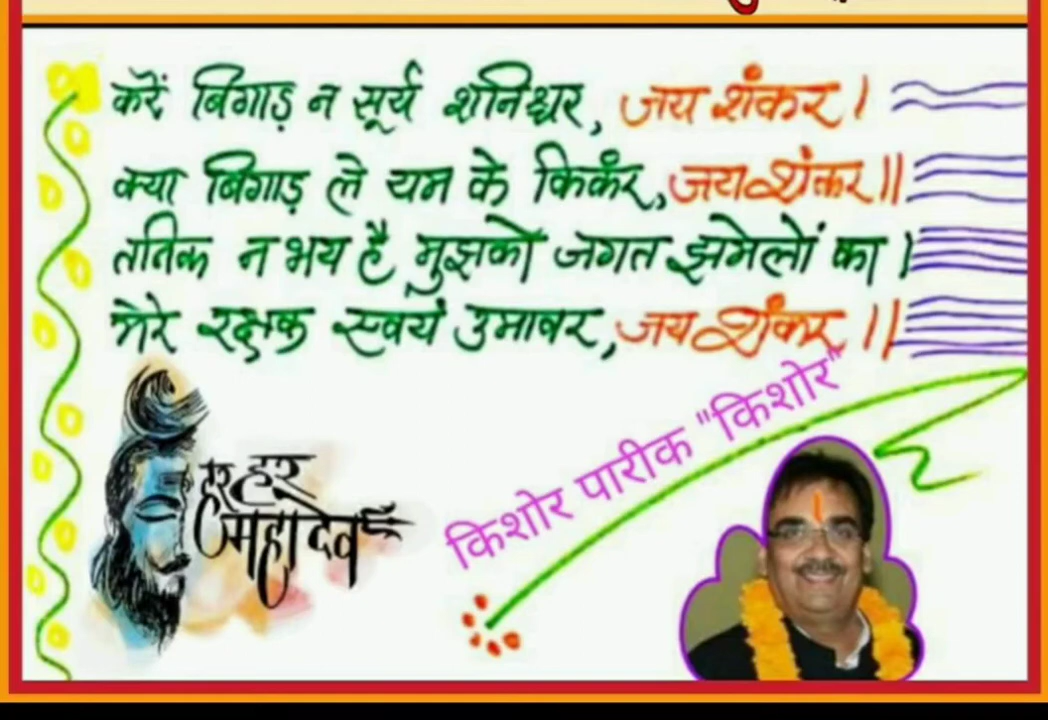 करें बिगाड़ न सूर्य शनिश्चर, जय शंकर।
क्या बिगाड़ ले यम के किंकर, जय शंकर॥
तनिक न भय है मुझको जगत झमेलों का।
मेरे रक्षक स्वयं उमावर, जय शंकर॥
किशोर पारीक "किशोर"
हर हर
महादेव